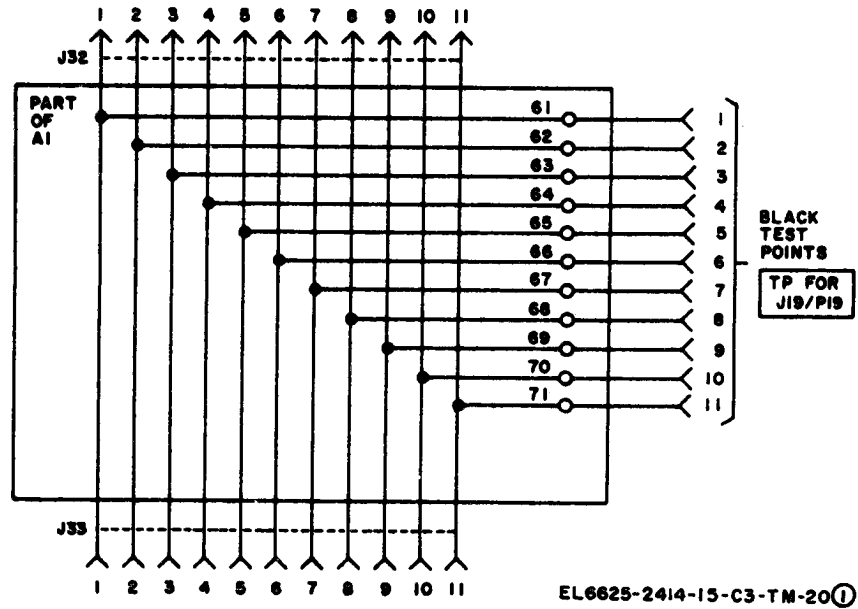 1 2 3 4 5 6 7 8 9 10 11
J32
PART
OF
A1
61 1
62 2
63 3
64 4
65 5
66 6
67 7
68 8
69 9
70 10
71 11
BLACK
TEST
POINTS
TP FOR
J19/P19
J33
1 2 3 4 5 6 7 8 9 10 11
EL6625-2414-15-C3-TM-20①